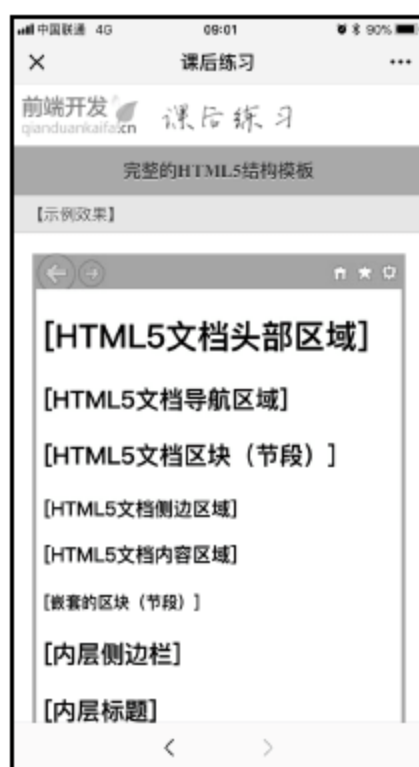 中国联通 4G 09:01 90%
课后练习
前端开发
qianduankaifa.cn 课后练习
完整的HTML5结构模板
【示例效果】
[HTML5文档头部区域]
[HTML5文档导航区域]
[HTML5文档区块（节段）]
[HTML5文档侧边区域]
[HTML5文档内容区域]
[嵌套的区块（节段）]
[内层侧边栏]
[内层标题]